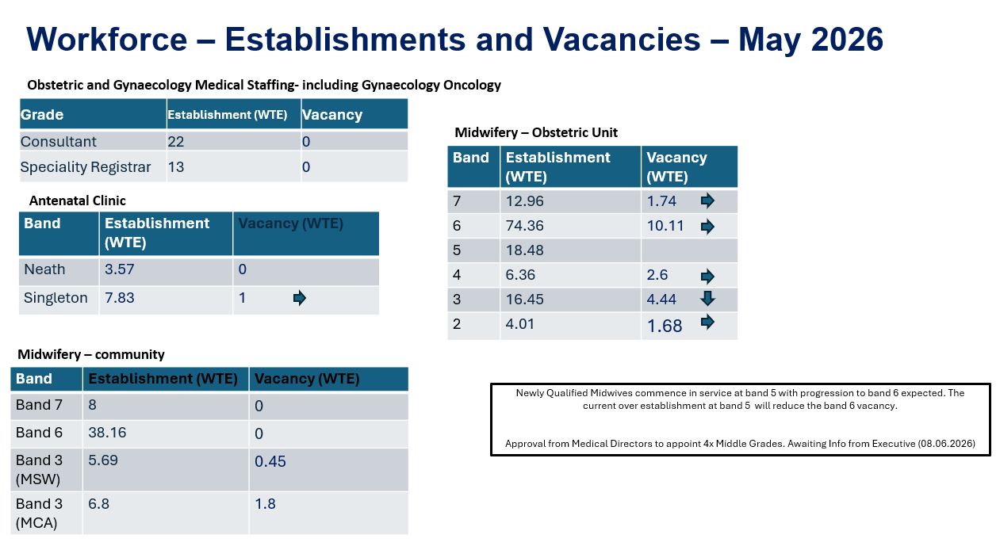 Workforce – Establishments and Vacancies – May 2026
Obstetric and Gynaecology Medical Staffing- including Gynaecology Oncology
Grade Establishment (WTE) Vacancy
Consultant 22 0
Speciality Registrar 13 0
Antenatal Clinic
Band Establishment (WTE) Vacancy (WTE)
Neath 3.57 0
Singleton 7.83 1
Midwifery – community
Band Establishment (WTE) Vacancy (WTE)
Band 7 8 0
Band 6 38.16 0
Band 3 (MSW) 5.69 0.45
Band 3 (MCA) 6.8 1.8
Midwifery – Obstetric Unit
Band Establishment (WTE) Vacancy (WTE)
7 12.96 1.74
6 74.36 10.11
5 18.48
4 6.36 2.6
3 16.45 4.44
2 4.01 1.68
Newly Qualified Midwives commence in service at band 5 with progression to band 6 expected. The
current over establishment at band 5 will reduce the band 6 vacancy.
Approval from Medical Directors to appoint 4x Middle Grades. Awaiting Info from Executive (08.06.2026)